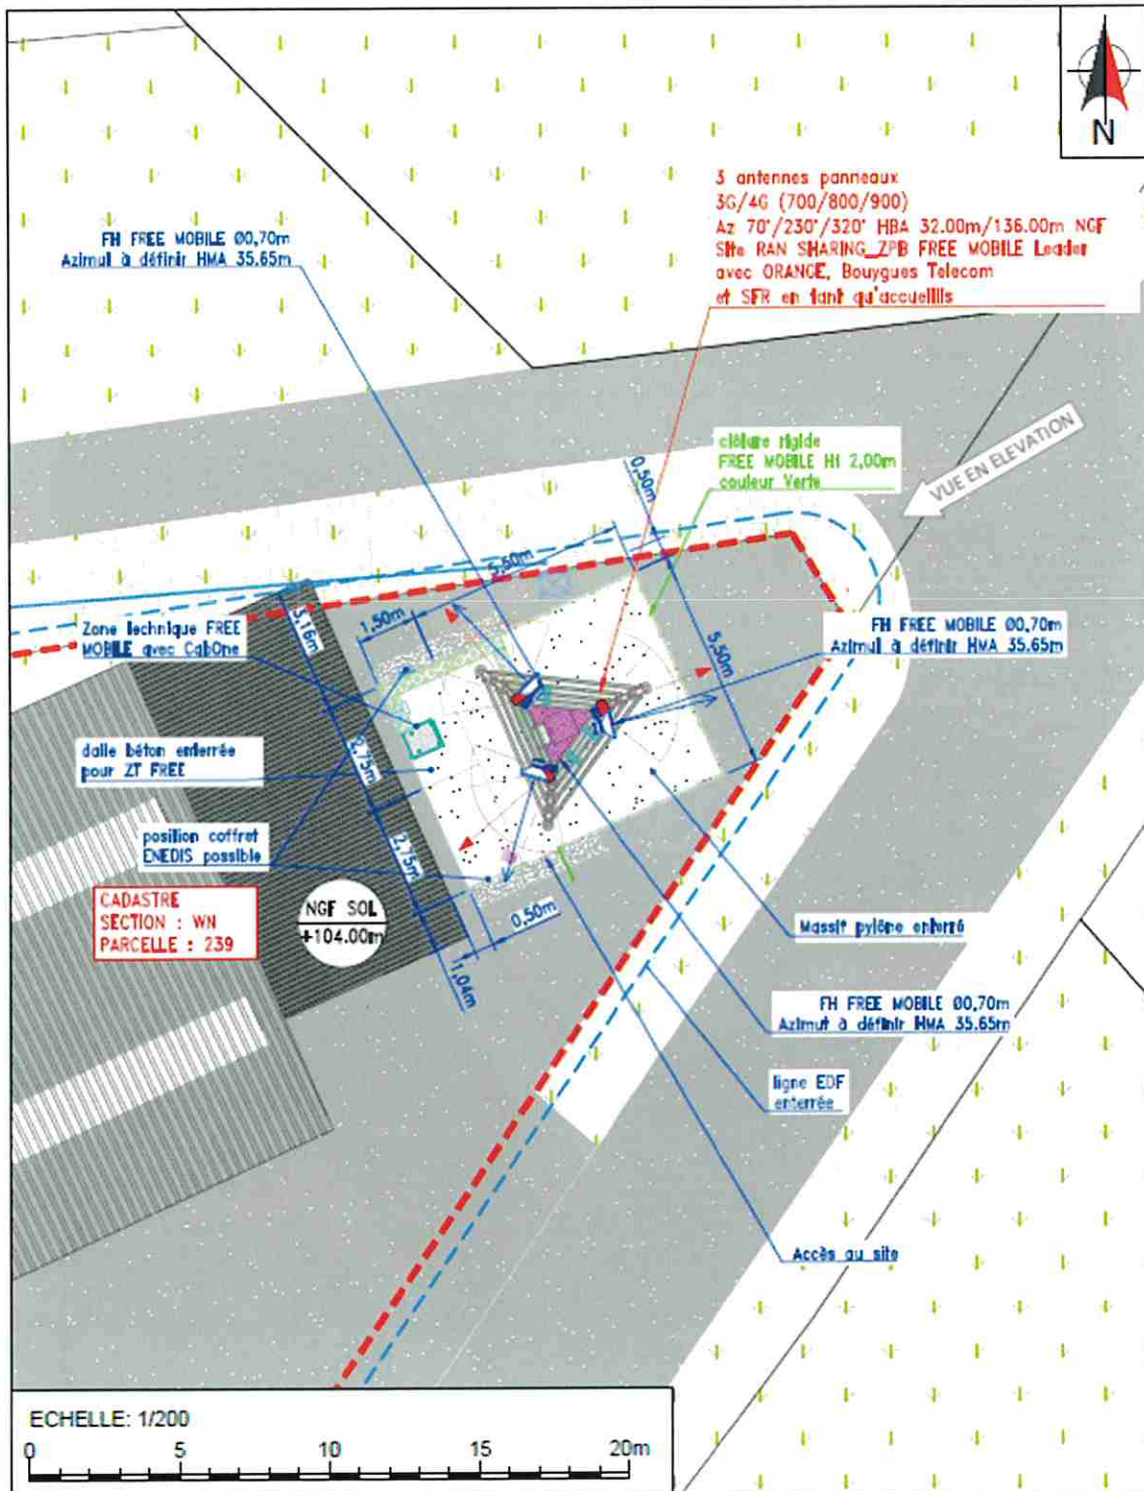 N
3 antennes panneaux
3G/4G (700/800/900)
Az 70°/230°/320° HBA 32.00m/136.00m NGF
Site RAN SHARING_ZPB FREE MOBILE Leader
avec ORANGE, Bouygues Telecom
et SFR en tant qu'accueillis
FH FREE MOBILE Ø0,70m
Azimut à définir HMA 35.65m
clôture rigide
FREE MOBILE Ht 2,00m
couleur Verte
VUE EN ELEVATION
0,50m
5,50m
3,16m
1,50m
Zone technique FREE
MOBILE avec CabOne
FH FREE MOBILE Ø0,70m
Azimut à définir HMA 35.65m
5,50m
dalle béton enterrée
pour ZT FREE
2,75m
position coffret
ENEDIS possible
2,75m
CADASTRE
SECTION : WN
PARCELLE : 239
NGF SOL
+104.00m
0,50m
1,04m
Massif pylône enterré
FH FREE MOBILE Ø0,70m
Azimut à définir HMA 35.65m
ligne EDF
enterrée
Accès au site
ECHELLE: 1/200
0 5 10 15 20m